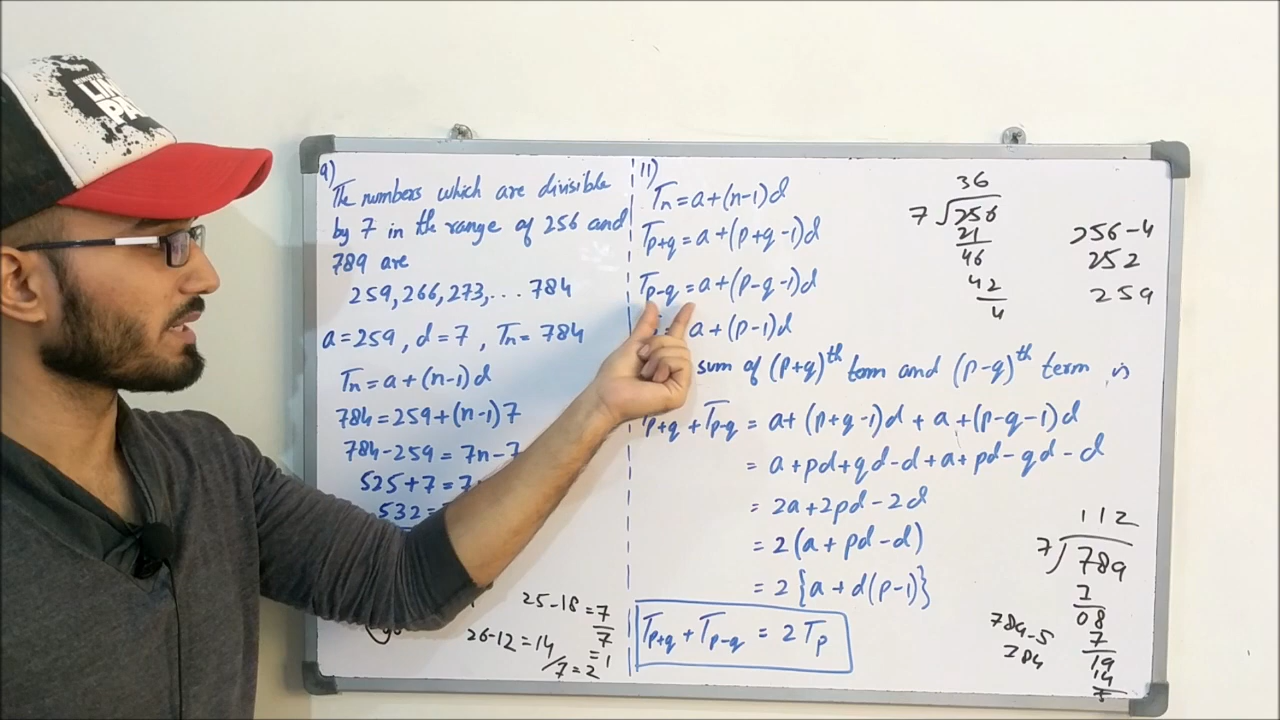 LIN
PA
9)
The numbers which are divisible
by 7 in the range of 256 and
789 are
259, 266, 273, ... 784
a = 259, d = 7, Tn = 784
Tn = a + (n-1) d
784 = 259 + (n-1) 7
784 - 259 = 7n - 7
525 + 7 = 7
532 =
25 - 18 = 7
7
= 1
26 - 12 = 14
/7 = 2
11)
Tn = a + (n-1) d
Tp+q = a + (p+q-1) d
Tp-q = a + (p-q-1) d
= a + (p-1) d
sum of (p+q)th term and (p-q)th term is
Tp+q + Tp-q = a + (p+q-1) d + a + (p-q-1) d
= a + pd + qd - d + a + pd - qd - d
= 2a + 2pd - 2d
= 2 (a + pd - d)
= 2 {a + d(p-1)}
Tp+q + Tp-q = 2 Tp
36
7 √256
21
46
42
4
256 - 4
252
259
112
7 √789
7
08
7
19
14
5
784-5
784